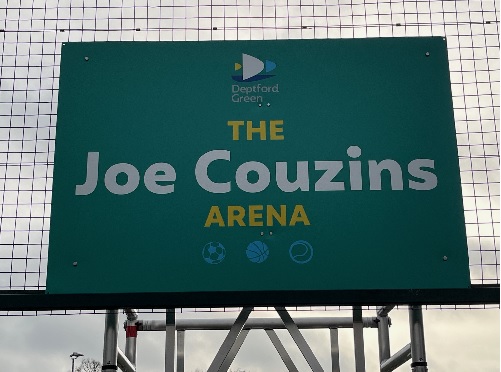 Deptford
Green
THE
Joe Couzins
ARENA